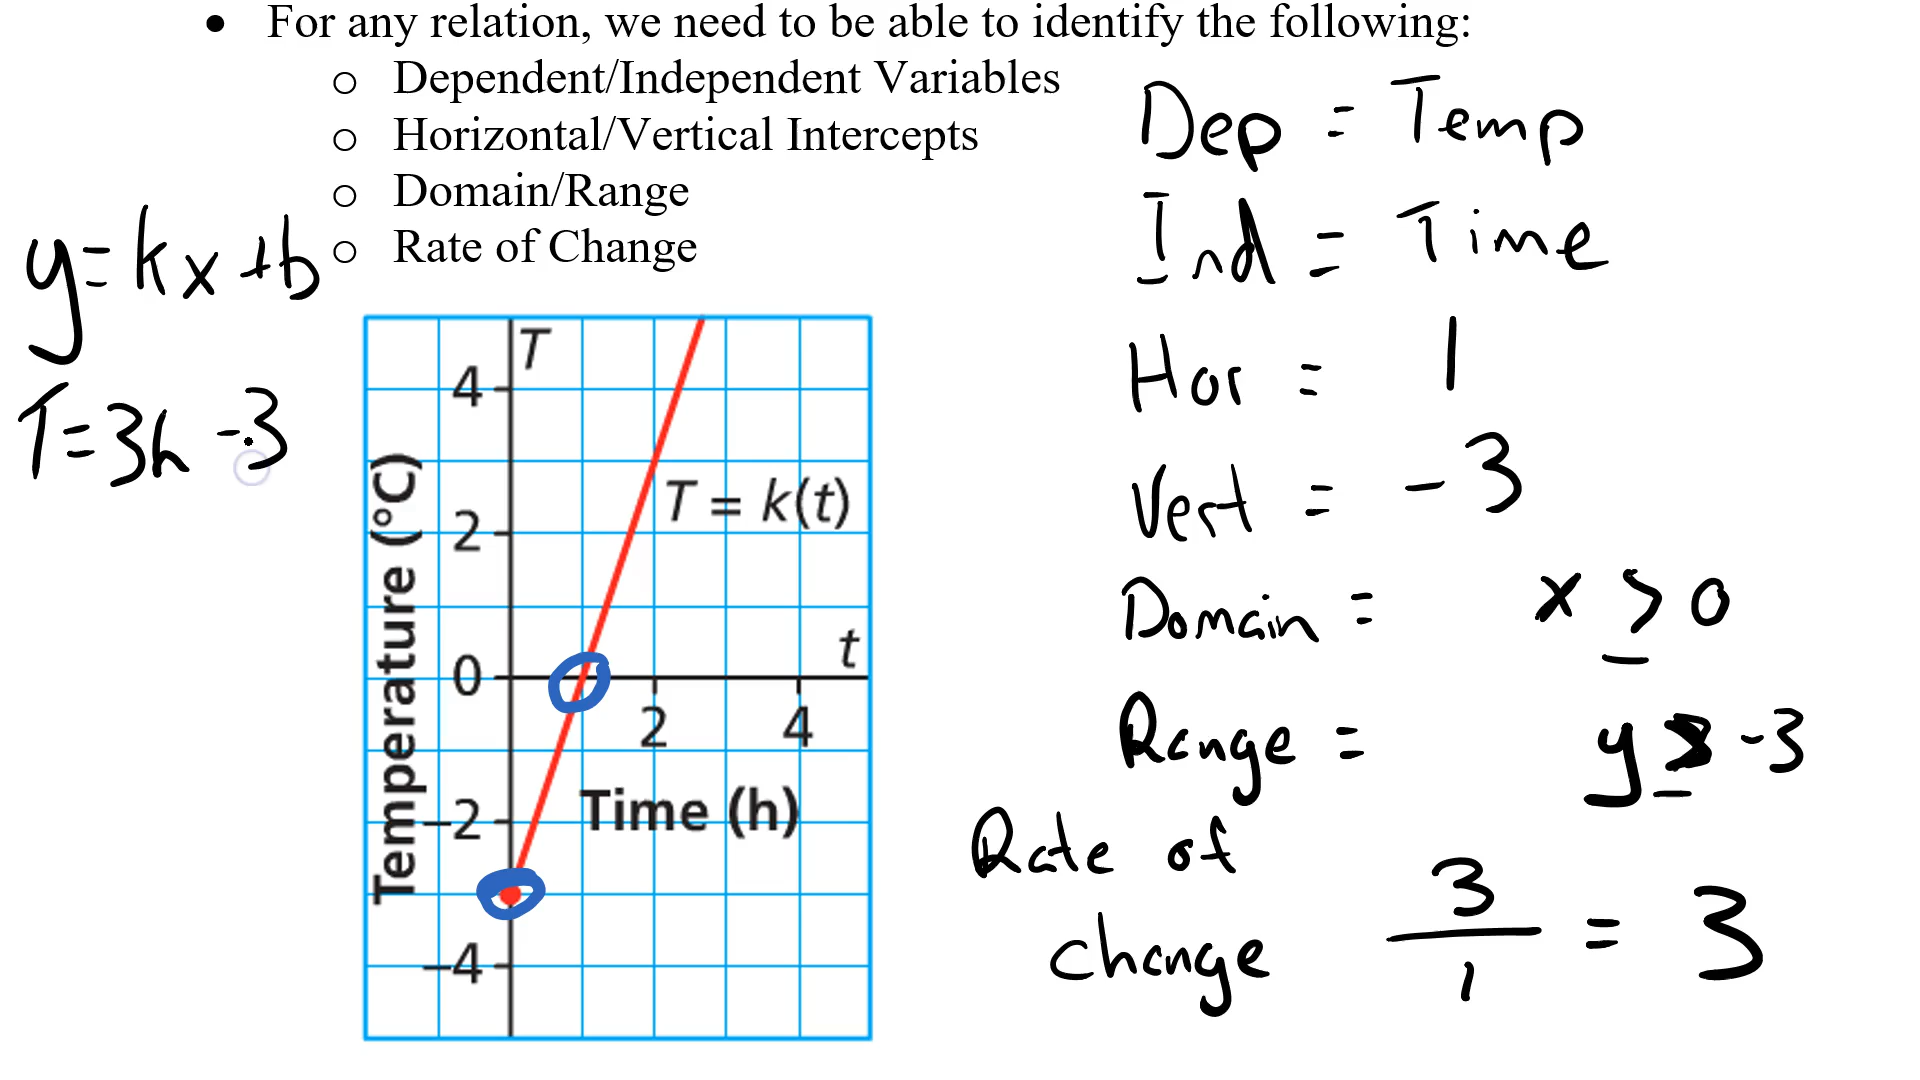 • For any relation, we need to be able to identify the following:
o Dependent/Independent Variables
o Horizontal/Vertical Intercepts
o Domain/Range
o Rate of Change
y = kx + b
T = 3h - 3
T
4
2
0
-2
-4
2
4
t
T = k(t)
Temperature (°C)
Time (h)
Dep = Temp
Ind = Time
Hor = 1
Vert = -3
Domain = x ≥ 0
Range = y ≥ -3
Rate of
change 3/1 = 3